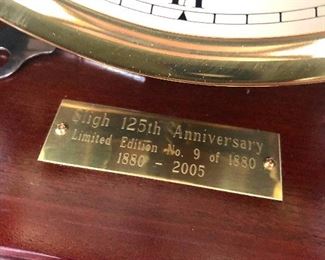 Sligh 125th Anniversary
Limited Edition No. 9 of 1880
1880 - 2005